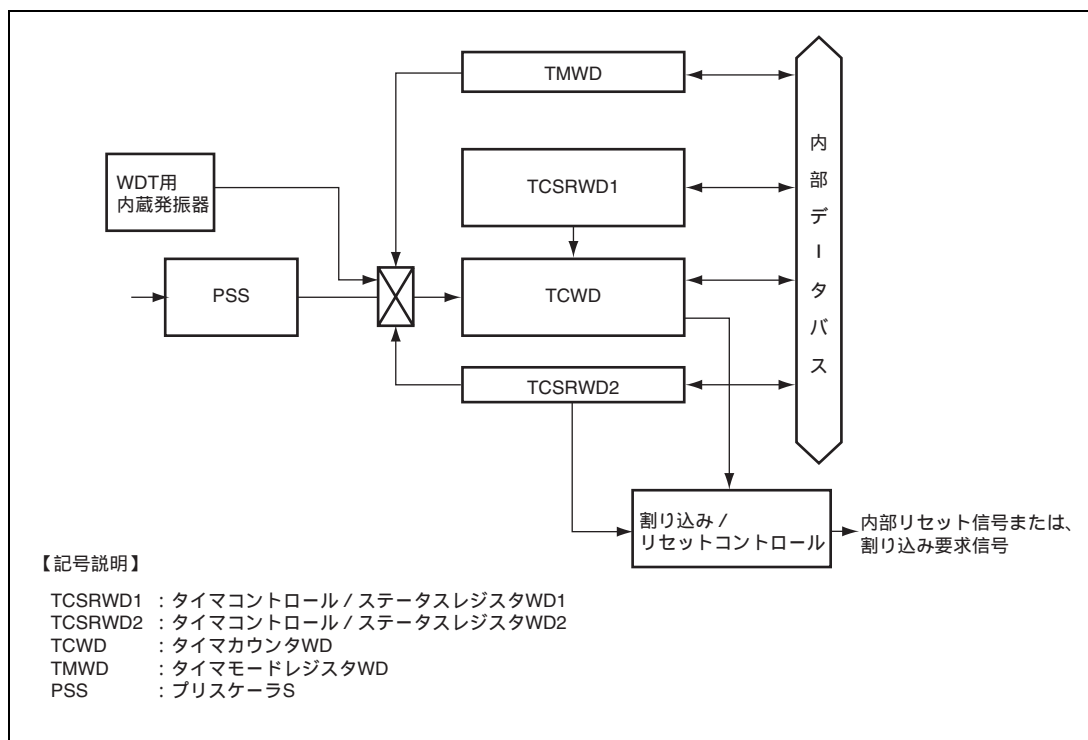 TMWD
内部データバス
TCSRWD1
WDT用
内蔵発振器
PSS
TCWD
TCSRWD2
割り込み /
リセットコントロール
内部リセット信号または、
割り込み要求信号
【記号説明】
TCSRWD1 : タイマコントロール / ステータスレジスタWD1
TCSRWD2 : タイマコントロール / ステータスレジスタWD2
TCWD : タイマカウンタWD
TMWD : タイマモードレジスタWD
PSS : プリスケーラS